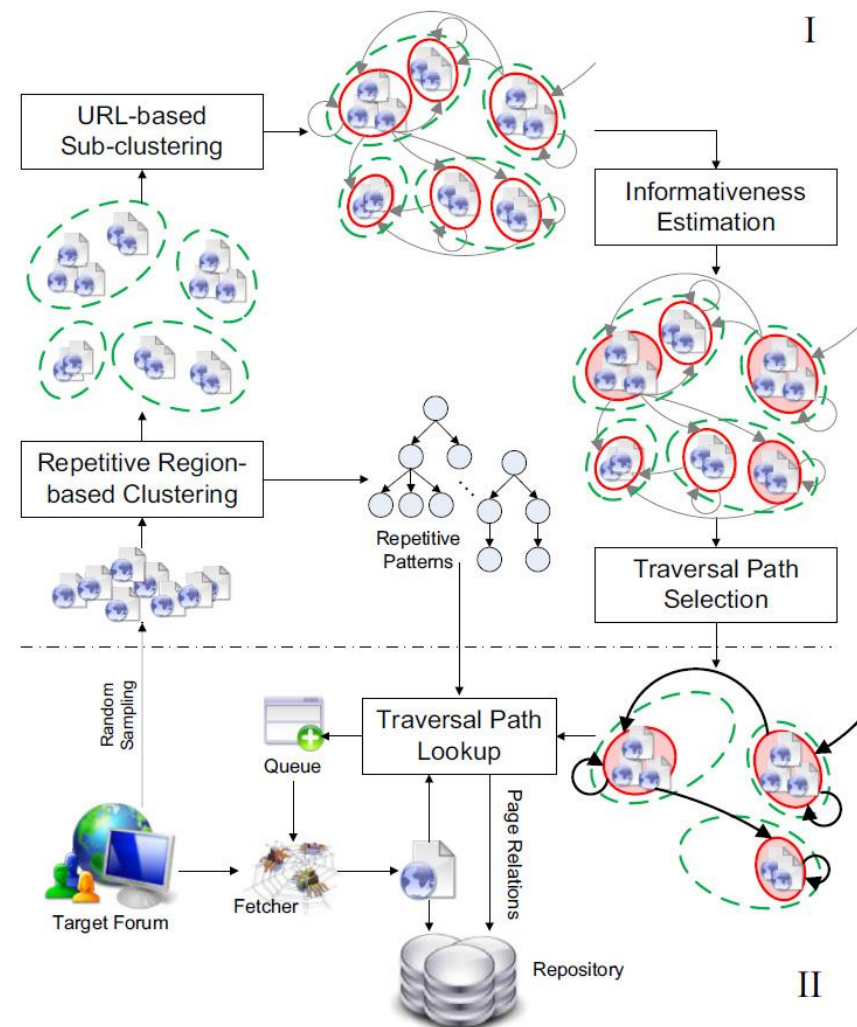 I
URL-based
Sub-clustering
Informativeness
Estimation
Repetitive Region-
based Clustering
Repetitive
Patterns
Traversal Path
Selection
Random
Sampling
Traversal Path
Lookup
Queue
Page Relations
Fetcher
Target Forum
Repository
II